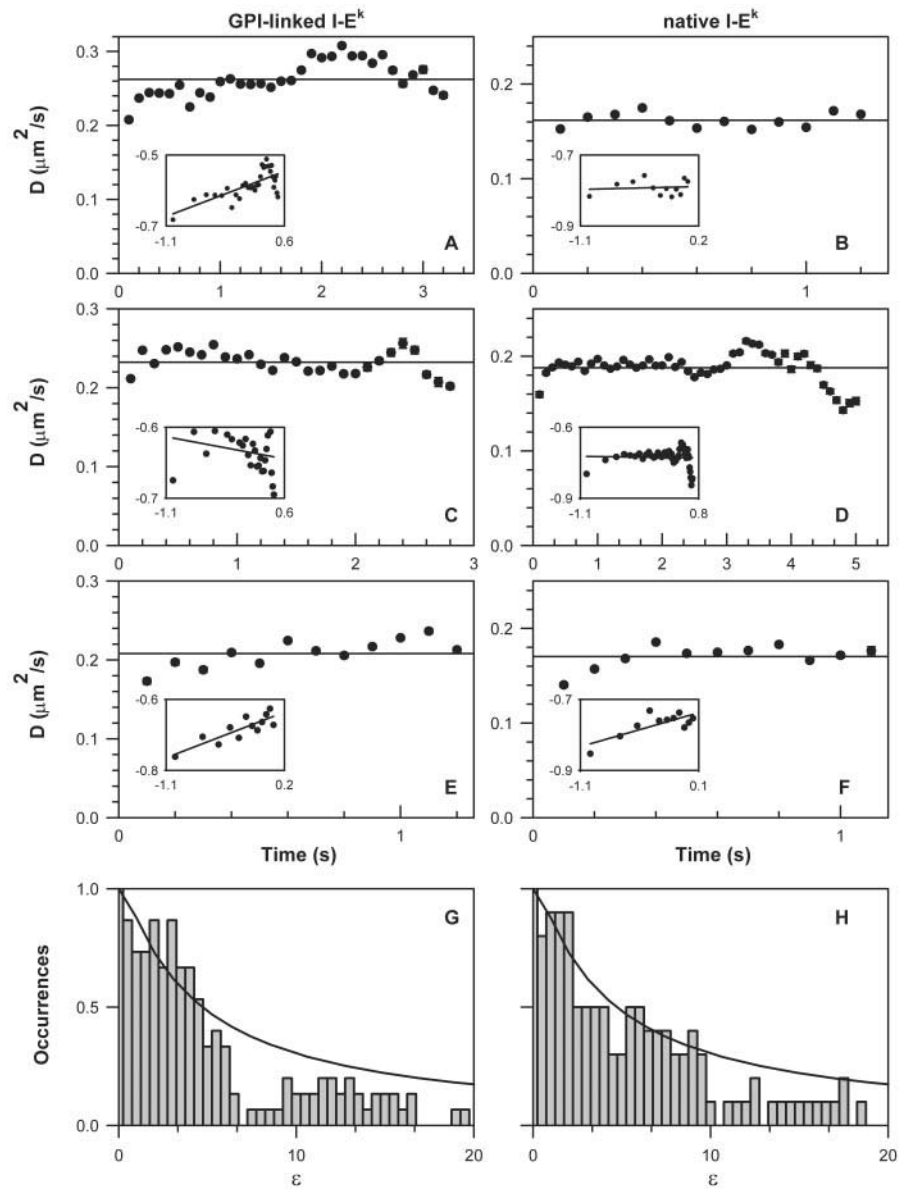 GPI-linked I-E^k native I-E^k
0.3 0.2 0.1 0.0
D (μm²/s)
-0.5 -0.7 -1.1 0.6
A
0 1 2 3
0.2 0.1 0.0
-0.7 -0.9 -1.1 0.2
B
0 1
0.3 0.2 0.1 0.0
D (μm²/s)
-0.6 -0.7 -1.1 0.6
C
0 1 2 3
0.2 0.1 0.0
-0.6 -0.9 -1.1 0.8
D
0 1 2 3 4 5
0.3 0.2 0.1 0.0
D (μm²/s)
-0.6 -0.8 -1.1 0.2
E
0 1
Time (s)
0.2 0.1 0.0
-0.7 -0.9 -1.1 0.1
F
0 1
Time (s)
1.0 0.5 0.0
Occurrences
G
0 10 20
ε
1.0 0.5 0.0
H
0 10 20
ε